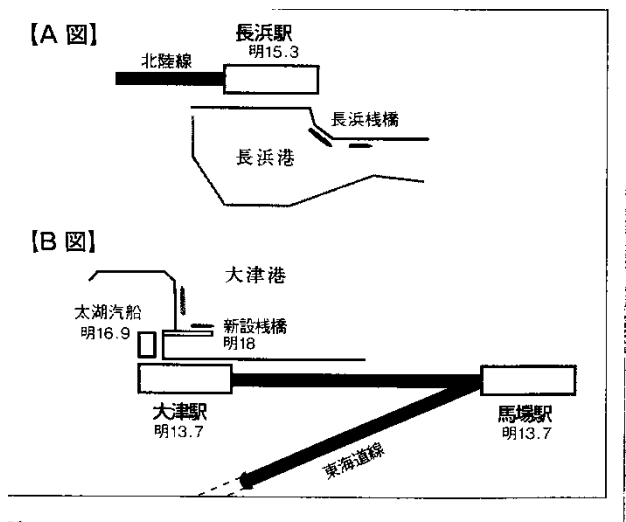 【A 図】
長浜駅
明15.3
北陸線
長浜桟橋
長浜港
【B 図】
大津港
太湖汽船
明16.9
新設桟橋
明18
大津駅
明13.7
馬場駅
明13.7
東海道線